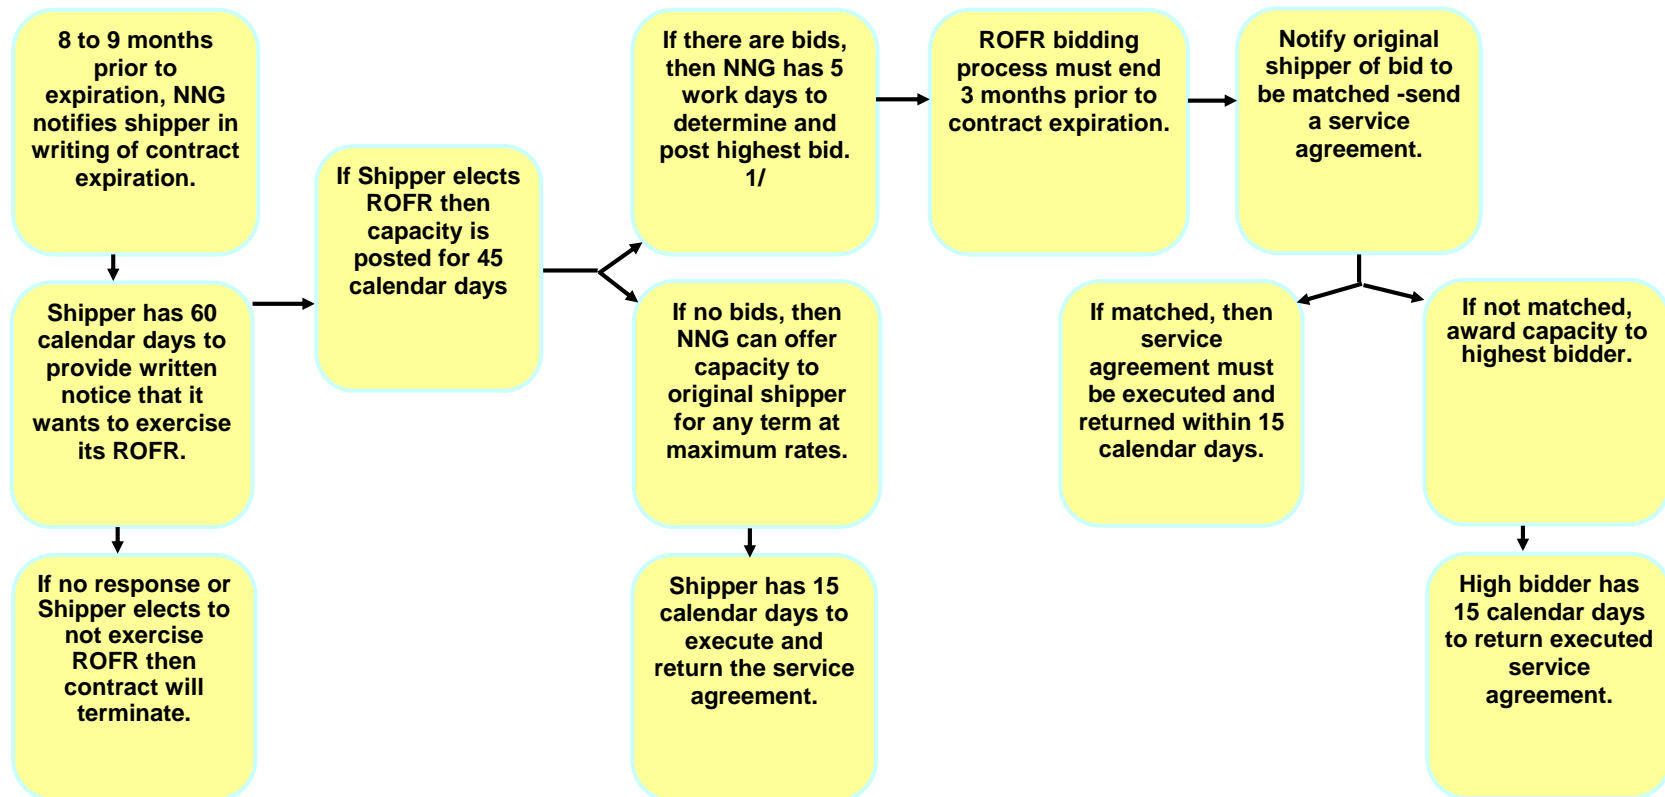 8 to 9 months
prior to
expiration, NNG
notifies shipper in
writing of contract
expiration.
Shipper has 60
calendar days to
provide written
notice that it
wants to exercise
its ROFR.
If no response or
Shipper elects to
not exercise
ROFR then
contract will
terminate.
If Shipper elects
ROFR then
capacity is
posted for 45
calendar days
If there are bids,
then NNG has 5
work days to
determine and
post highest bid.
1/
If no bids, then
NNG can offer
capacity to
original shipper
for any term at
maximum rates.
Shipper has 15
calendar days to
execute and
return the service
agreement.
ROFR bidding
process must end
3 months prior to
contract expiration.
Notify original
shipper of bid to
be matched -send
a service
agreement.
If matched, then
service
agreement must
be executed and
returned within 15
calendar days.
If not matched,
award capacity to
highest bidder.
High bidder has
15 calendar days
to return executed
service
agreement.